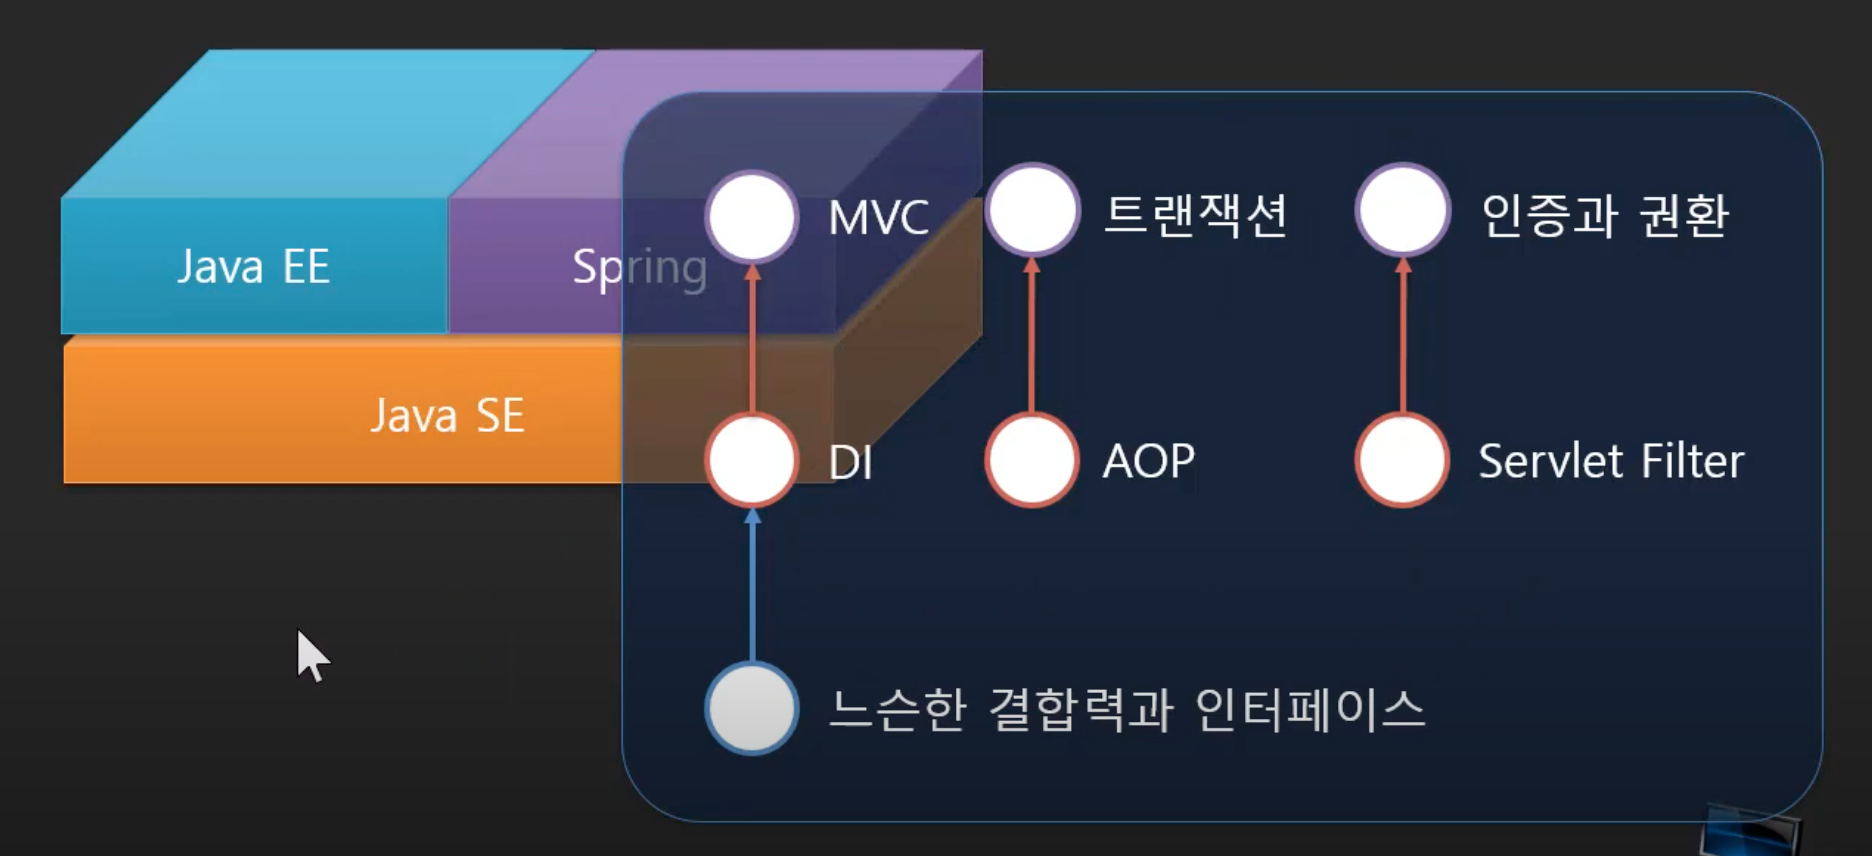 Java EE
Spring
Java SE
MVC
트랜잭션
인증과 권환
DI
AOP
Servlet Filter
느슨한 결합력과 인터페이스